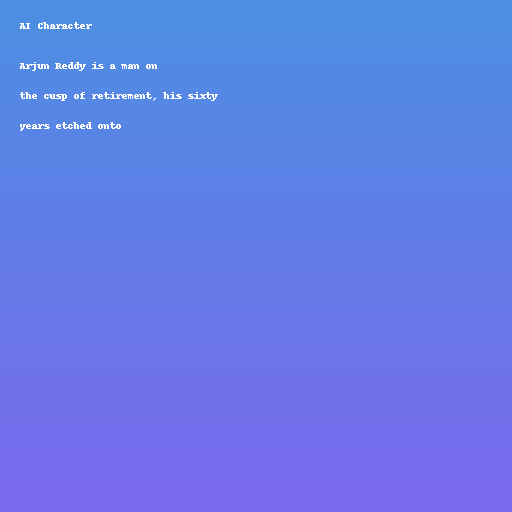 AI Character
Arjun Reddy is a man on
the cusp of retirement, his sixty
years etched onto